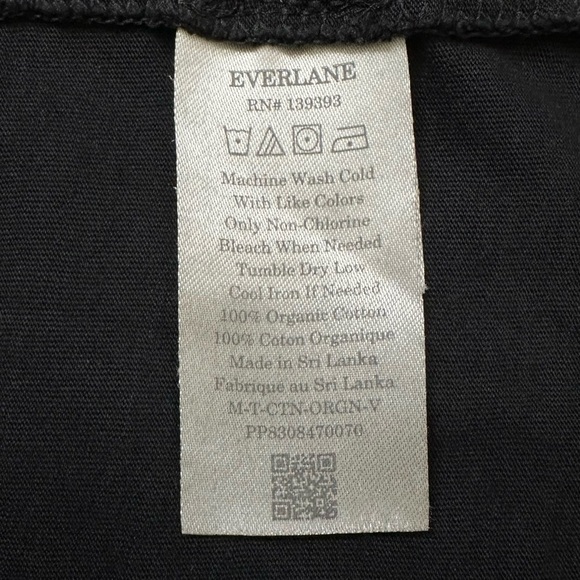 EVERLANE
RN# 139393
Machine Wash Cold
With Like Colors
Only Non-Chlorine
Bleach When Needed
Tumble Dry Low
Cool Iron If Needed
100% Organic Cotton
100% Coton Organique
Made in Sri Lanka
Fabrique au Sri Lanka
M-T-CTN-ORGN-V
PP8308470070